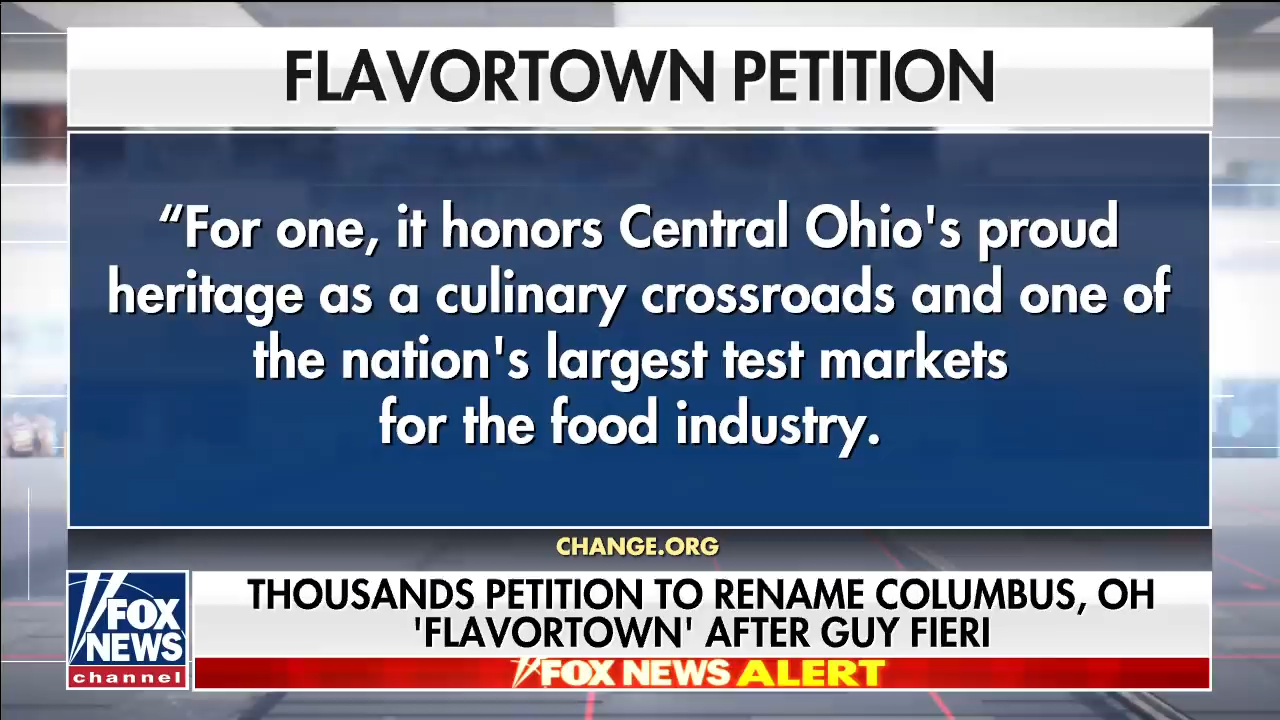 FLAVORTOWN PETITION
“For one, it honors Central Ohio's proud
heritage as a culinary crossroads and one of
the nation's largest test markets
for the food industry.
CHANGE.ORG
THOUSANDS PETITION TO RENAME COLUMBUS, OH
'FLAVORTOWN' AFTER GUY FIERI
FOX
NEWS
channel
FOX NEWS ALERT